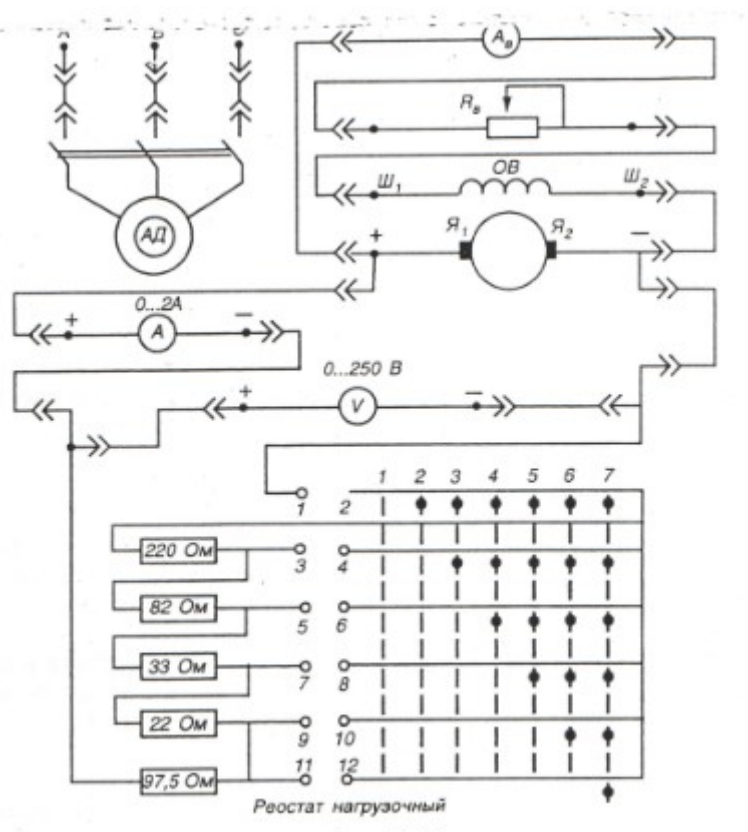 Aв
Rв
Ш₁
ОВ
Ш₂
+
Я₁
Я₂
−
АД
0...2А
+
A
−
0...250 В
+
V
−
1 2 3 4 5 6 7
1 2
220 Ом
3 4
82 Ом
5 6
33 Ом
7 8
22 Ом
9 10
11 12
97,5 Ом
Реостат нагрузочный